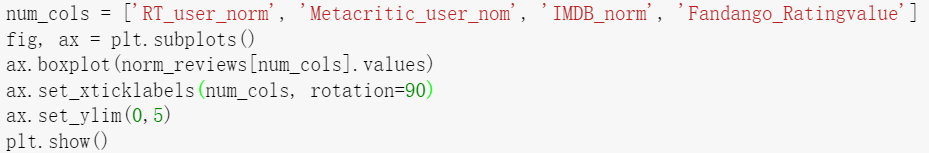 num_cols = ['RT_user_norm', 'Metacritic_user_nom', 'IMDB_norm', 'Fandango_Ratingvalue']
fig, ax = plt.subplots()
ax.boxplot(norm_reviews[num_cols].values)
ax.set_xticklabels(num_cols, rotation=90)
ax.set_ylim(0,5)
plt.show()